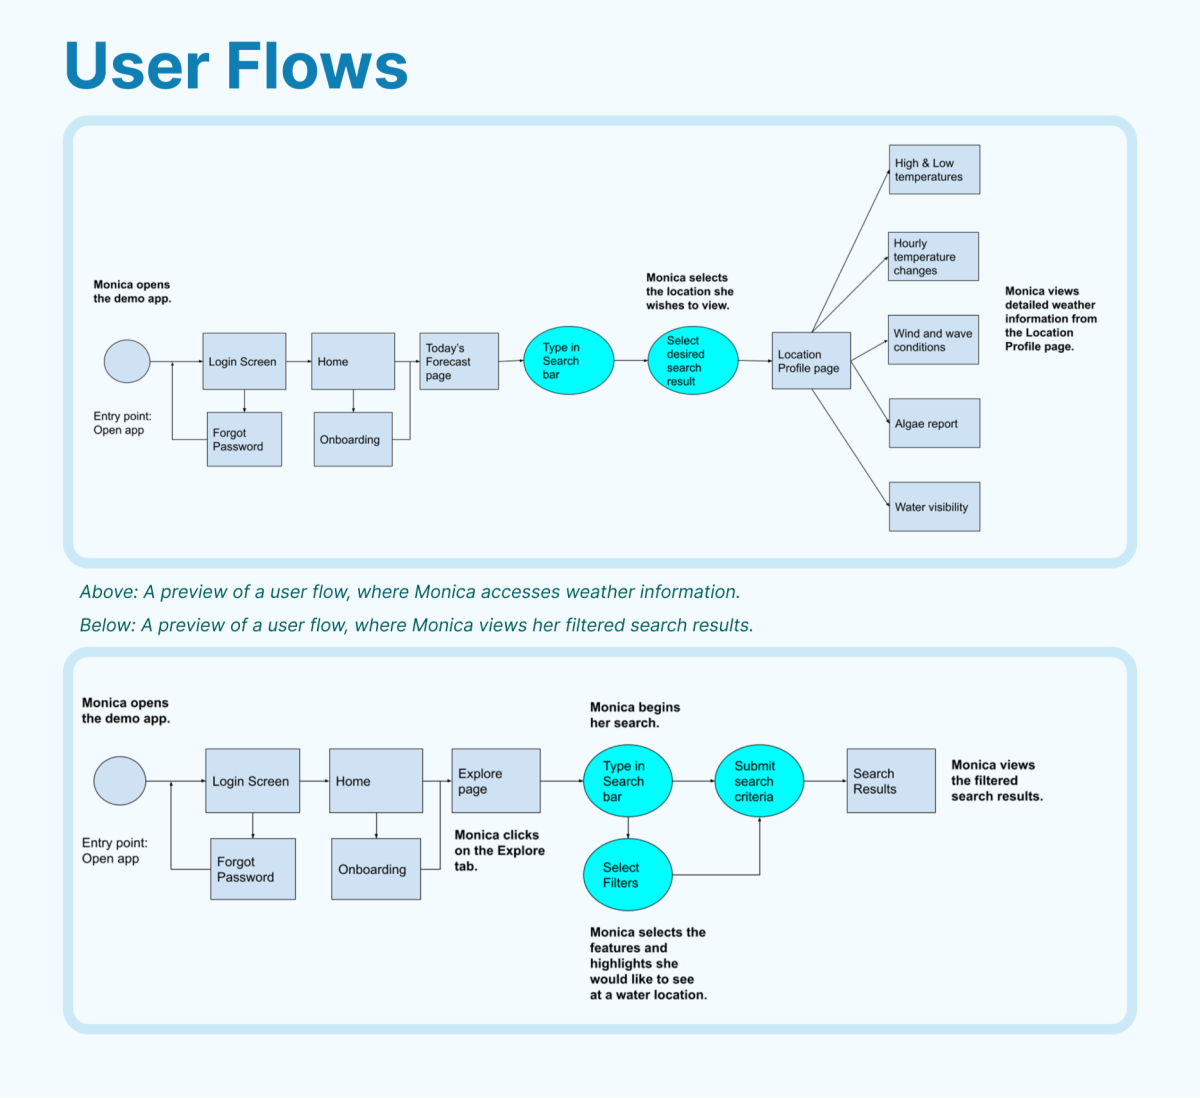 User Flows
Monica opens
the demo app.
Entry point:
Open app
Login Screen
Forgot
Password
Home
Onboarding
Today's
Forecast
page
Type in
Search
bar
Monica selects
the location she
wishes to view.
Select
desired
search
result
Location
Profile page
High & Low
temperatures
Hourly
temperature
changes
Wind and wave
conditions
Algae report
Water visibility
Monica views
detailed weather
information from
the Location
Profile page.
Above: A preview of a user flow, where Monica accesses weather information.
Below: A preview of a user flow, where Monica views her filtered search results.
Monica opens
the demo app.
Entry point:
Open app
Login Screen
Forgot
Password
Home
Onboarding
Explore
page
Monica clicks
on the Explore
tab.
Monica begins
her search.
Type in
Search
bar
Select
Filters
Monica selects the
features and
highlights she
would like to see
at a water location.
Submit
search
criteria
Search
Results
Monica views
the filtered
search results.